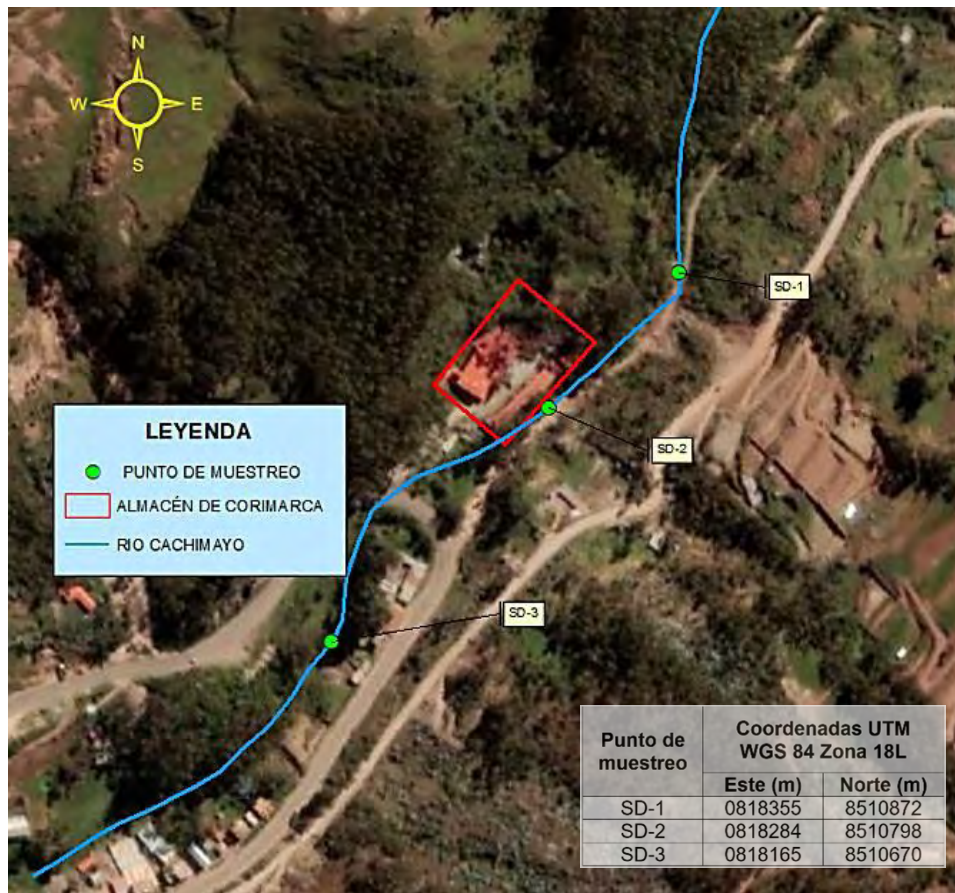 N
W E
S
SD-1
SD-2
LEYENDA
PUNTO DE MUESTREO
ALMACÉN DE CORIMARCA
RIO CACHIMAYO
SD-3
Punto de muestreo
Coordenadas UTM
WGS 84 Zona 18L
Este (m) Norte (m)
SD-1 0818355 8510872
SD-2 0818284 8510798
SD-3 0818165 8510670